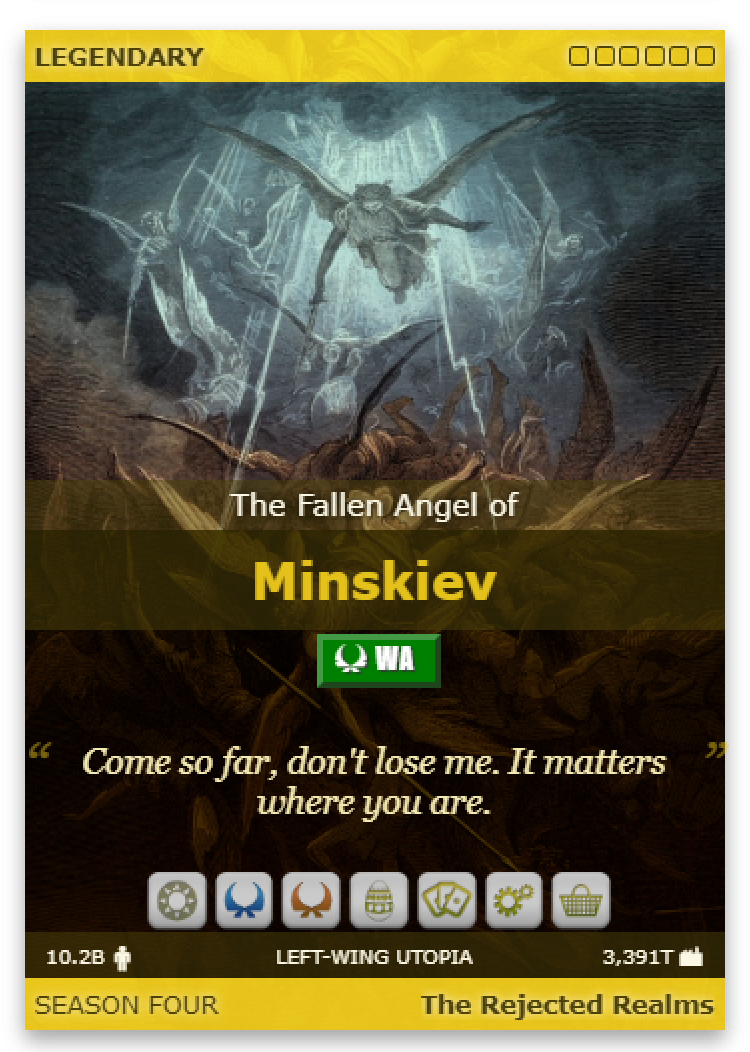 LEGENDARY
The Fallen Angel of
Minskiev
WA
“ Come so far, don't lose me. It matters ”
where you are.
10.2B LEFT-WING UTOPIA 3,391T
SEASON FOUR The Rejected Realms